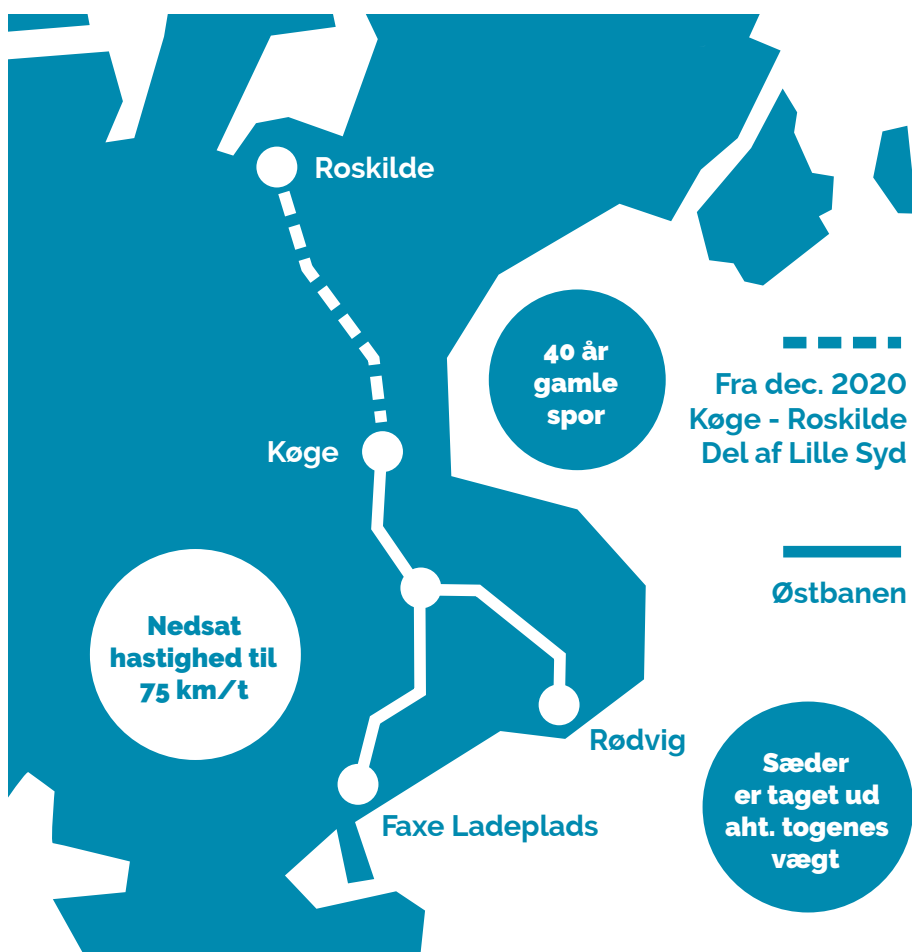 Roskilde
40 år
gamle
spor
Fra dec. 2020
Køge - Roskilde
Del af Lille Syd
Køge
Østbanen
Nedsat
hastighed til
75 km/t
Rødvig
Sæder
er taget ud
aht. togenes
vægt
Faxe Ladeplads